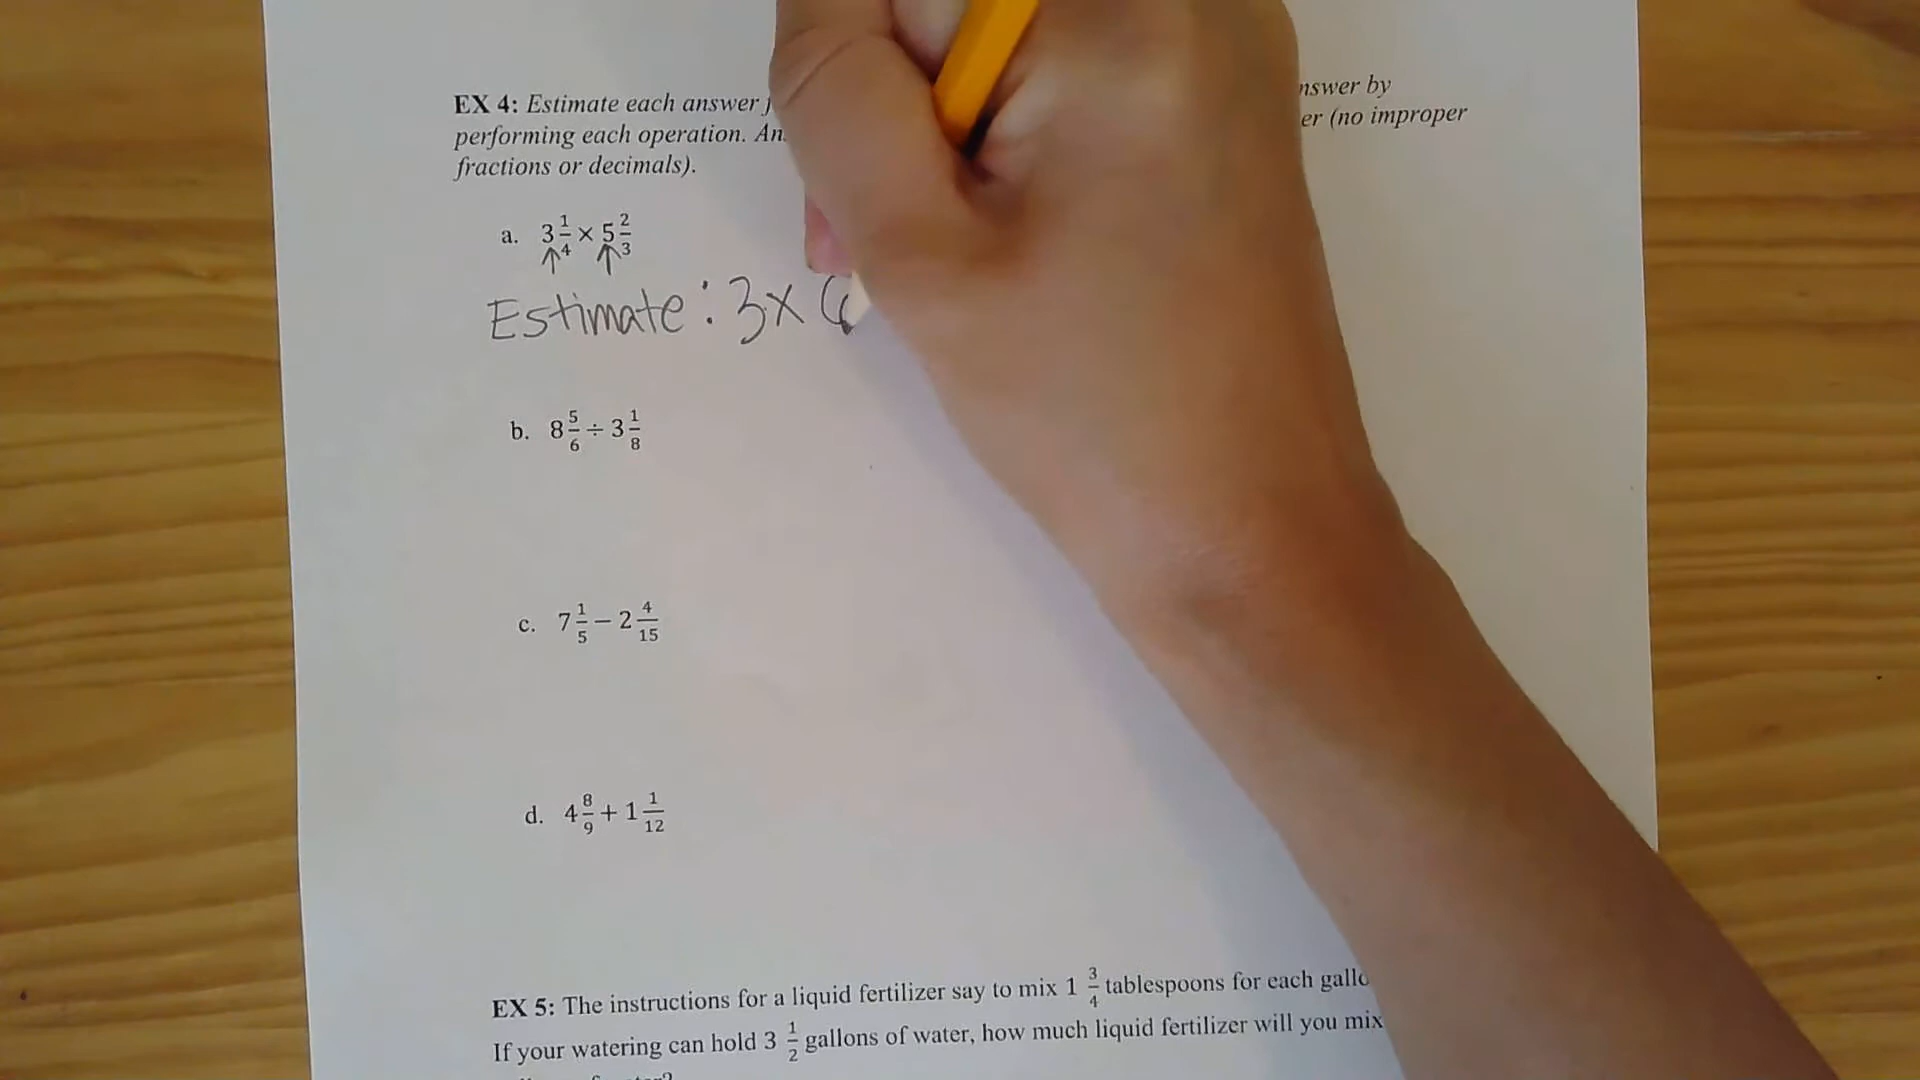 EX 4: Estimate each answer nswer by
performing each operation. An er (no improper
fractions or decimals).
a. 3 1/4 × 5 2/3
Estimate: 3 x 6
b. 8 5/6 ÷ 3 1/8
c. 7 1/5 − 2 4/15
d. 4 8/9 + 1 1/12
EX 5: The instructions for a liquid fertilizer say to mix 1 3/4 tablespoons for each gallo
If your watering can hold 3 1/2 gallons of water, how much liquid fertilizer will you mix